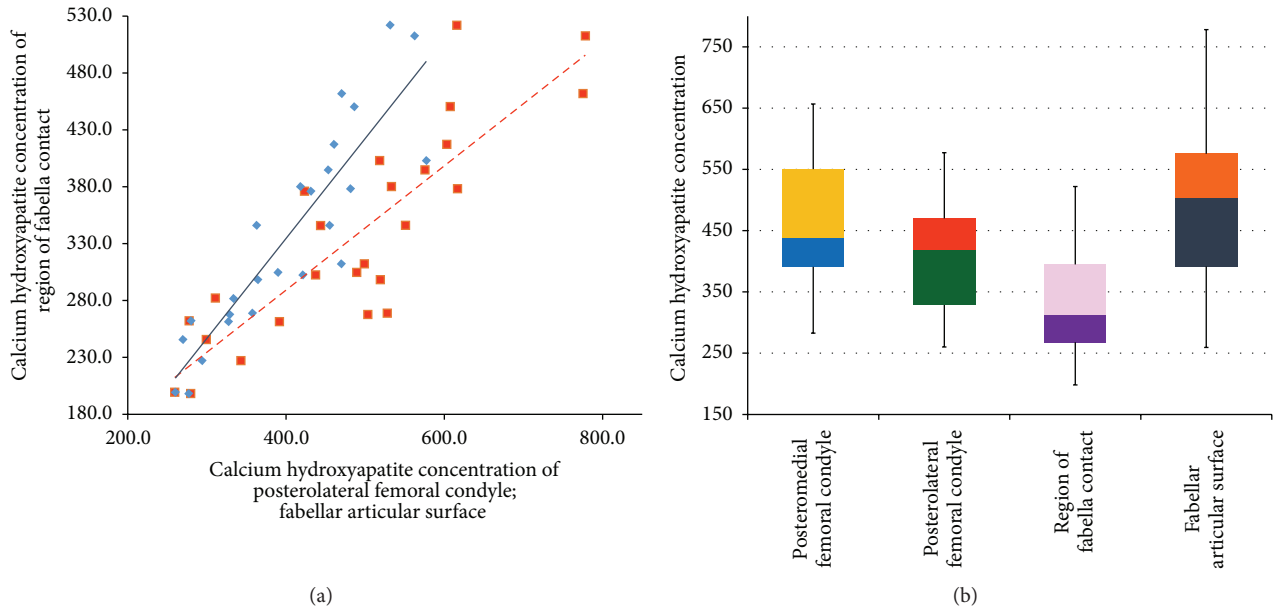 530.0
480.0
430.0
380.0
330.0
280.0
230.0
180.0
Calcium hydroxyapatite concentration of
region of fabella contact
200.0 400.0 600.0 800.0
Calcium hydroxyapatite concentration of
posterolateral femoral condyle;
fabellar articular surface
(a)
750
650
550
450
350
250
150
Calcium hydroxyapatite concentration
Posteromedial
femoral condyle
Posterolateral
femoral condyle
Region of
fabella contact
Fabellar
articular surface
(b)